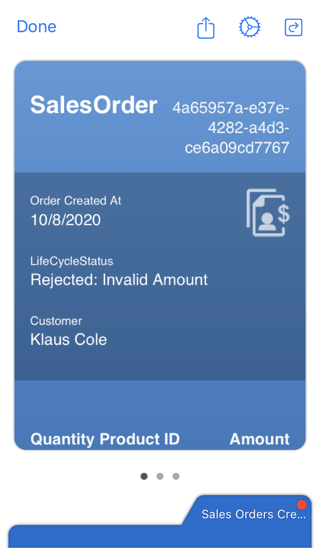 Done
SalesOrder
4a65957a-e37e-
4282-a4d3-
ce6a09cd7767
Order Created At
10/8/2020
LifeCycleStatus
Rejected: Invalid Amount
Customer
Klaus Cole
Quantity Product ID Amount
Sales Orders Cre...